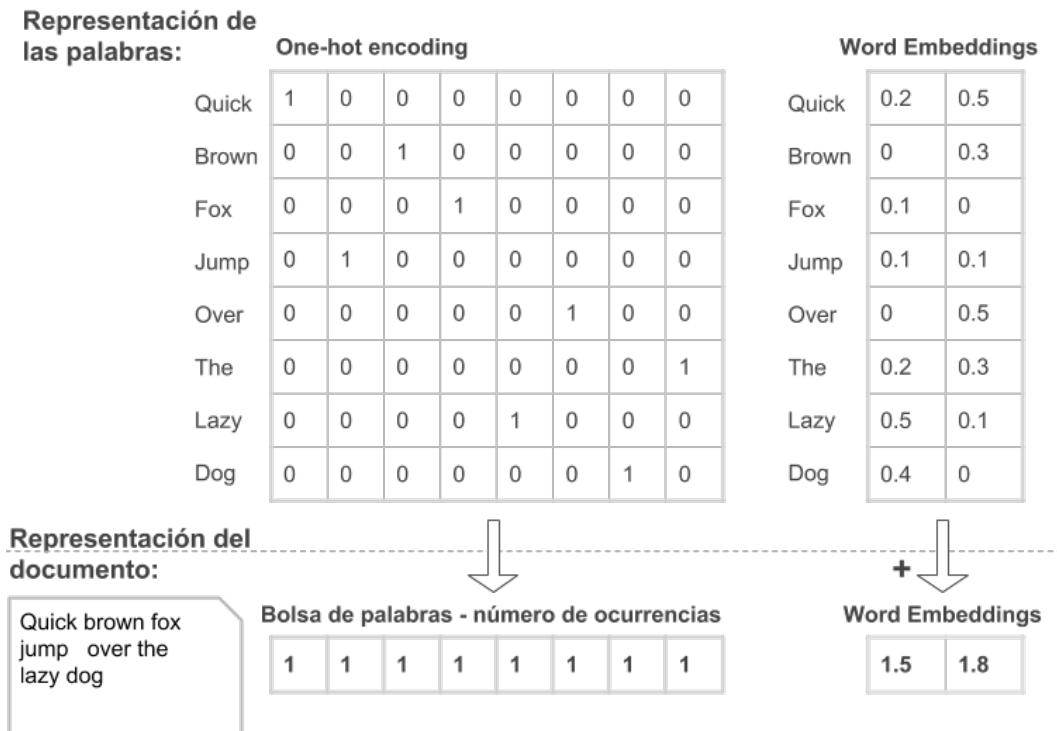 Representación de
las palabras:
One-hot encoding
Word Embeddings
Quick 1 0 0 0 0 0 0 0 Quick 0.2 0.5
Brown 0 0 1 0 0 0 0 0 Brown 0 0.3
Fox 0 0 0 1 0 0 0 0 Fox 0.1 0
Jump 0 1 0 0 0 0 0 0 Jump 0.1 0.1
Over 0 0 0 0 0 1 0 0 Over 0 0.5
The 0 0 0 0 0 0 0 1 The 0.2 0.3
Lazy 0 0 0 0 1 0 0 0 Lazy 0.5 0.1
Dog 0 0 0 0 0 0 1 0 Dog 0.4 0
Representación del
documento:
+
Quick brown fox
jump over the
lazy dog
Bolsa de palabras - número de ocurrencias
1 1 1 1 1 1 1 1
Word Embeddings
1.5 1.8